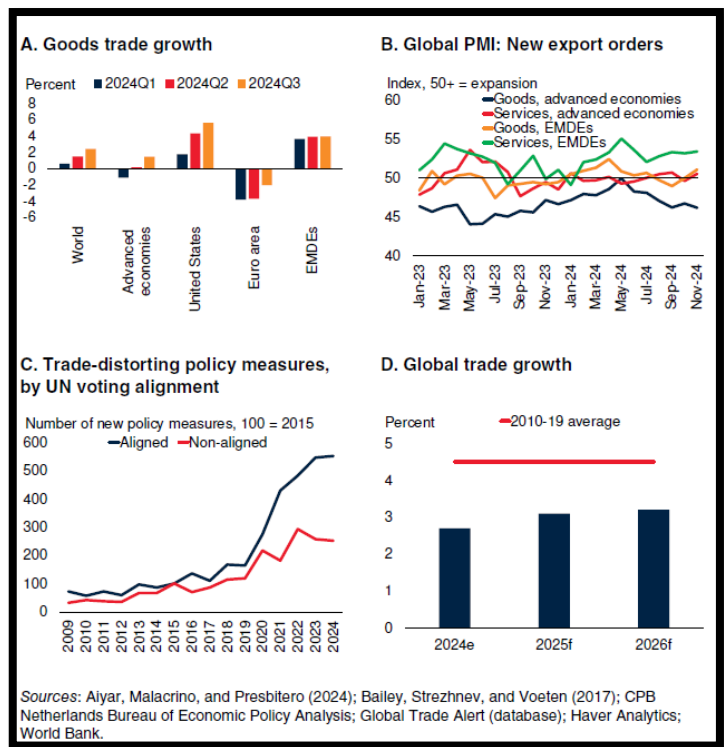 A. Goods trade growth
Percent
2024Q1 2024Q2 2024Q3
8
6
4
2
0
-2
-4
-6
World
Advanced
economies
United States
Euro area
EMDEs
B. Global PMI: New export orders
Index, 50+ = expansion
60
55
50
45
40
Goods, advanced economies
Services, advanced economies
Goods, EMDEs
Services, EMDEs
Jan-23
Mar-23
May-23
Jul-23
Sep-23
Nov-23
Jan-24
Mar-24
May-24
Jul-24
Sep-24
Nov-24
C. Trade-distorting policy measures,
by UN voting alignment
Number of new policy measures, 100 = 2015
600
500
400
300
200
100
0
Aligned Non-aligned
2009
2010
2011
2012
2013
2014
2015
2016
2017
2018
2019
2020
2021
2022
2023
2024
D. Global trade growth
Percent
2010-19 average
5
4
3
2
1
0
2024e
2025f
2026f
Sources: Aiyar, Malacrino, and Presbitero (2024); Bailey, Strezhnev, and Voeten (2017); CPB
Netherlands Bureau of Economic Policy Analysis; Global Trade Alert (database); Haver Analytics;
World Bank.